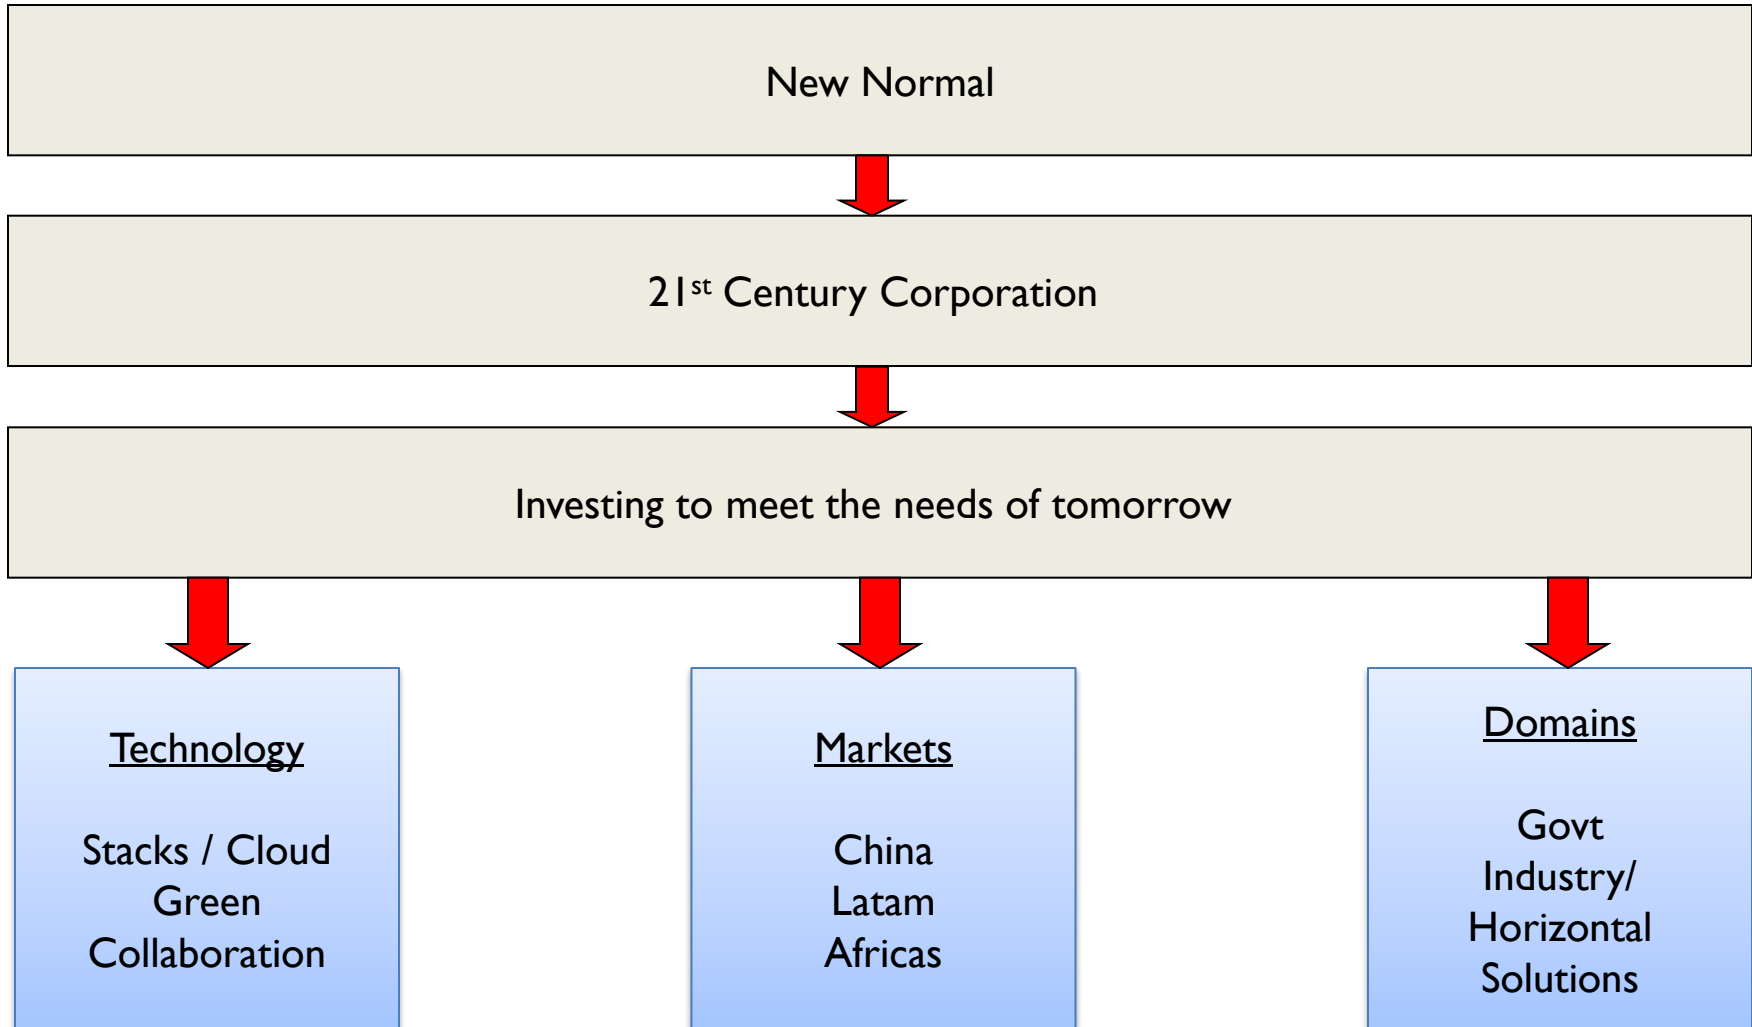 New Normal
21st Century Corporation
Investing to meet the needs of tomorrow
Technology
Stacks / Cloud
Green
Collaboration
Markets
China
Latam
Africas
Domains
Govt
Industry/
Horizontal
Solutions